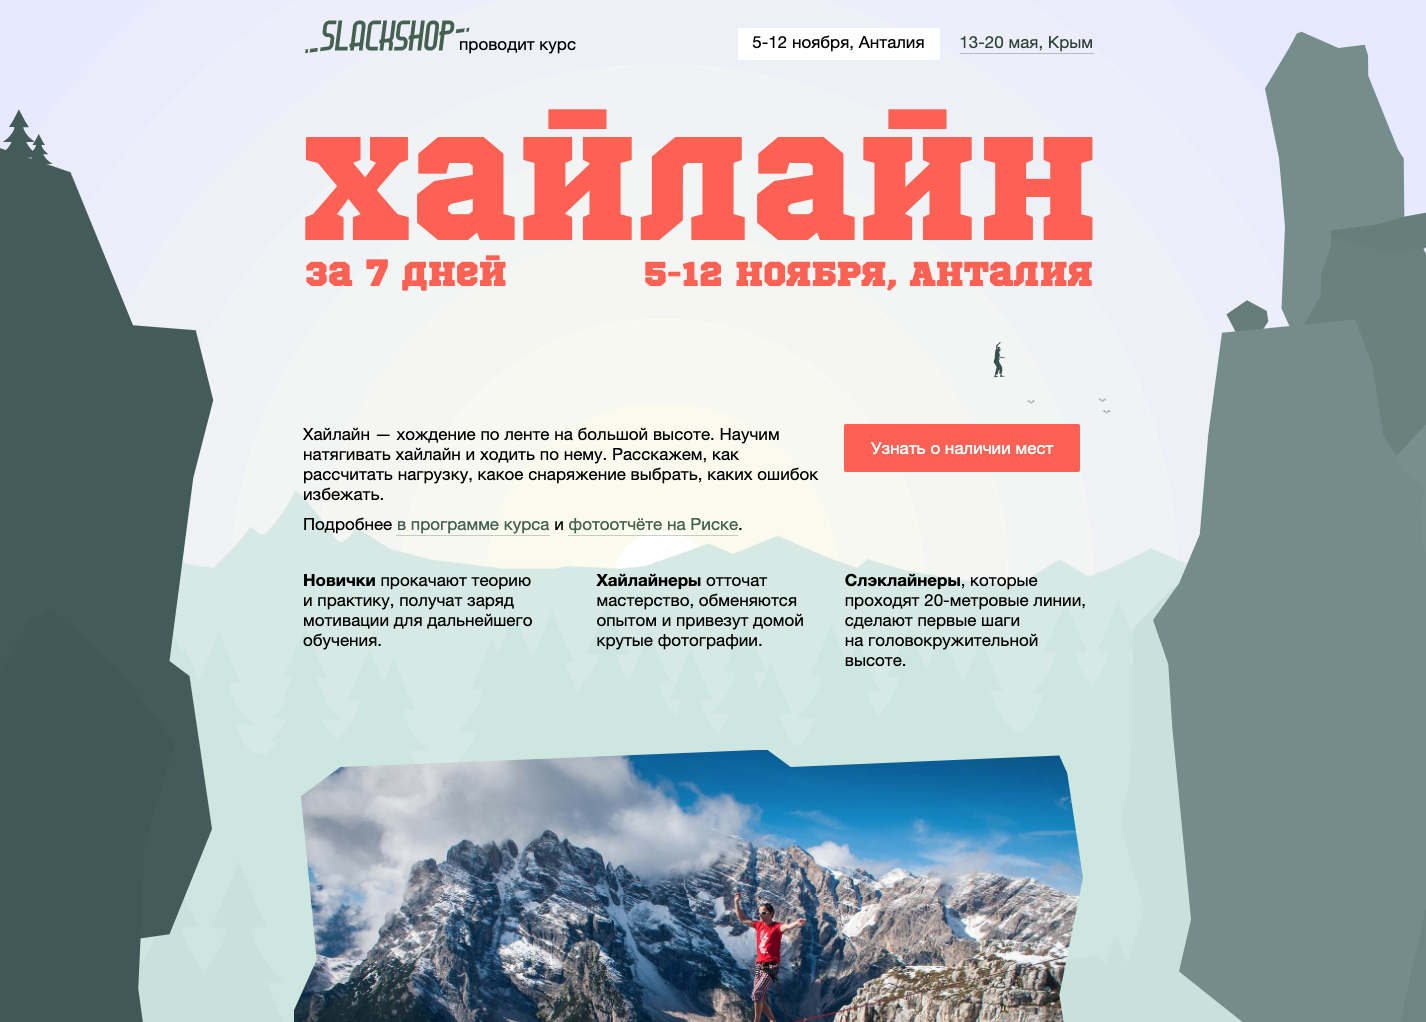 SLACKSHOP проводит курс
5-12 ноября, Анталия
13-20 мая, Крым
хайлайн
за 7 дней
5-12 ноября, Анталия
Хайлайн — хождение по ленте на большой высоте. Научим
натягивать хайлайн и ходить по нему. Расскажем, как
рассчитать нагрузку, какое снаряжение выбрать, каких ошибок
избежать.
Подробнее в программе курса и фотоотчёте на Риске.
Узнать о наличии мест
Новички прокачают теорию
и практику, получат заряд
мотивации для дальнейшего
обучения.
Хайлайнеры отточат
мастерство, обменяются
опытом и привезут домой
крутые фотографии.
Слэклайнеры, которые
проходят 20-метровые линии,
сделают первые шаги
на головокружительной
высоте.